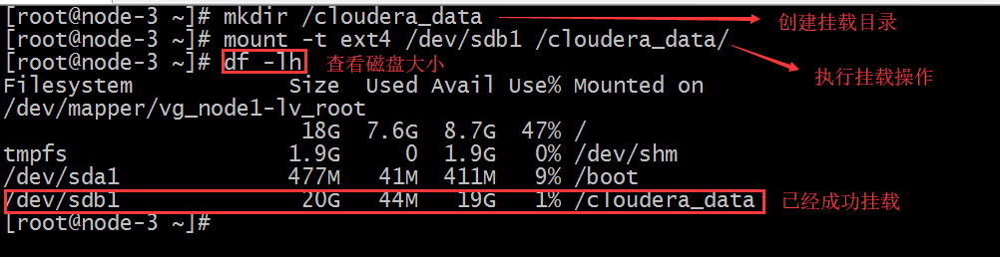 [root@node-3 ~]# mkdir /cloudera_data 创建挂载目录
[root@node-3 ~]# mount -t ext4 /dev/sdb1 /cloudera_data/
[root@node-3 ~]# df -lh 查看磁盘大小 执行挂载操作
Filesystem Size Used Avail Use% Mounted on
/dev/mapper/vg_node1-lv_root
18G 7.6G 8.7G 47% /
tmpfs 1.9G 0 1.9G 0% /dev/shm
/dev/sda1 477M 41M 411M 9% /boot
/dev/sdb1 20G 44M 19G 1% /cloudera_data 已经成功挂载
[root@node-3 ~]#